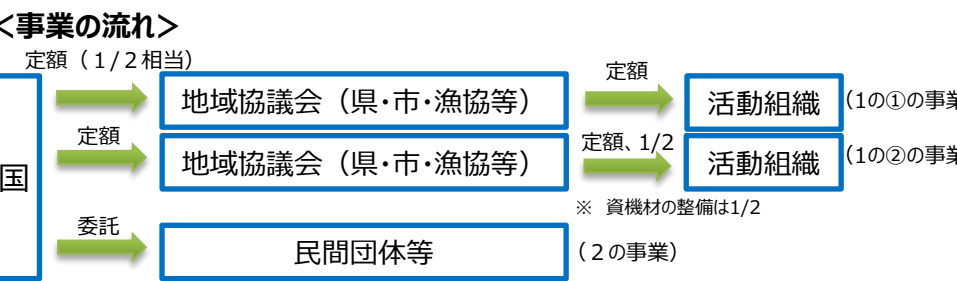 ＜事業の流れ＞
定額（１/２相当）
定額
地域協議会（県・市・漁協等）
活動組織
（1の①の事業
定額
定額、1/2
地域協議会（県・市・漁協等）
活動組織
（1の②の事業
国
※ 資機材の整備は1/2
委託
民間団体等
（２の事業）